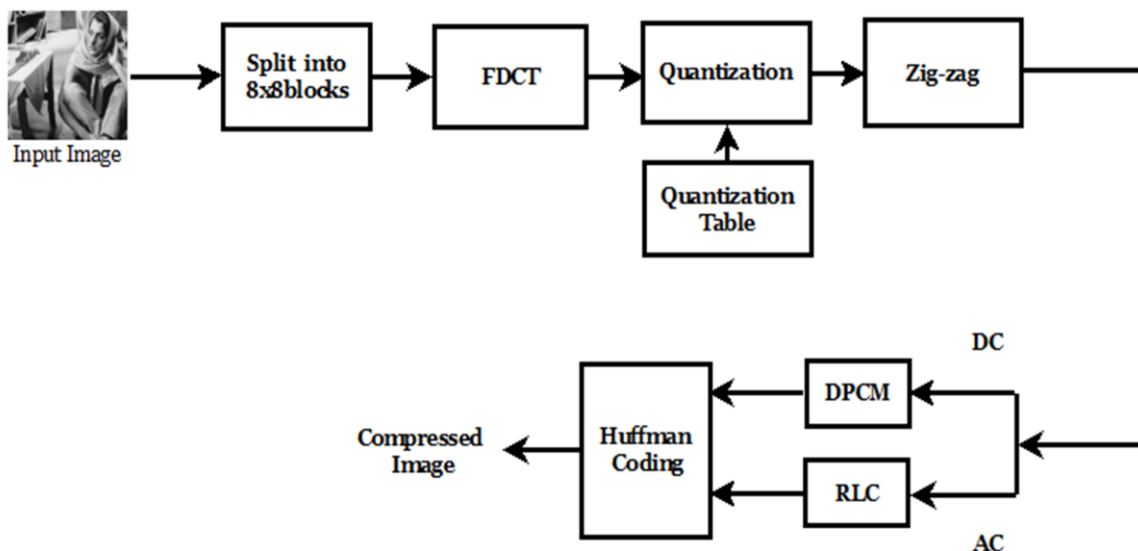 Input Image
Split into
8x8blocks
FDCT
Quantization
Zig-zag
Quantization
Table
DC
DPCM
Huffman
Coding
Compressed
Image
RLC
AC